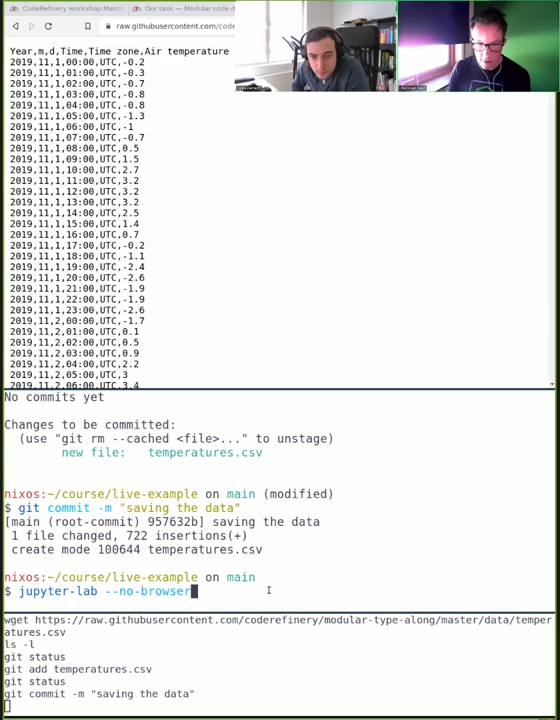 CodeRefinery workshop March
Our task — Modular code d
raw.githubusercontent.com/code
Year,m,d,Time,Time zone,Air temperature
2019,11,1,00:00,UTC,-0.2
2019,11,1,01:00,UTC,-0.3
2019,11,1,02:00,UTC,-0.7
2019,11,1,03:00,UTC,-0.8
2019,11,1,04:00,UTC,-0.8
2019,11,1,05:00,UTC,-1.3
2019,11,1,06:00,UTC,-1
2019,11,1,07:00,UTC,-0.7
2019,11,1,08:00,UTC,0.5
2019,11,1,09:00,UTC,1.5
2019,11,1,10:00,UTC,2.7
2019,11,1,11:00,UTC,3.2
2019,11,1,12:00,UTC,3.2
2019,11,1,13:00,UTC,3.2
2019,11,1,14:00,UTC,2.5
2019,11,1,15:00,UTC,1.4
2019,11,1,16:00,UTC,0.7
2019,11,1,17:00,UTC,-0.2
2019,11,1,18:00,UTC,-1.1
2019,11,1,19:00,UTC,-2.4
2019,11,1,20:00,UTC,-2.6
2019,11,1,21:00,UTC,-1.9
2019,11,1,22:00,UTC,-1.9
2019,11,1,23:00,UTC,-2.6
2019,11,2,00:00,UTC,-1.7
2019,11,2,01:00,UTC,0.1
2019,11,2,02:00,UTC,0.5
2019,11,2,03:00,UTC,0.9
2019,11,2,04:00,UTC,2.2
2019,11,2,05:00,UTC,3
2019,11,2,06:00,UTC,3.4
No commits yet
Changes to be committed:
(use "git rm --cached <file>..." to unstage)
new file: temperatures.csv
nixos:~/course/live-example on main (modified)
$ git commit -m "saving the data"
[main (root-commit) 957632b] saving the data
1 file changed, 722 insertions(+)
create mode 100644 temperatures.csv
nixos:~/course/live-example on main
$ jupyter-lab --no-browser
wget https://raw.githubusercontent.com/coderefinery/modular-type-along/master/data/temper
atures.csv
ls -l
git status
git add temperatures.csv
git status
git commit -m "saving the data"